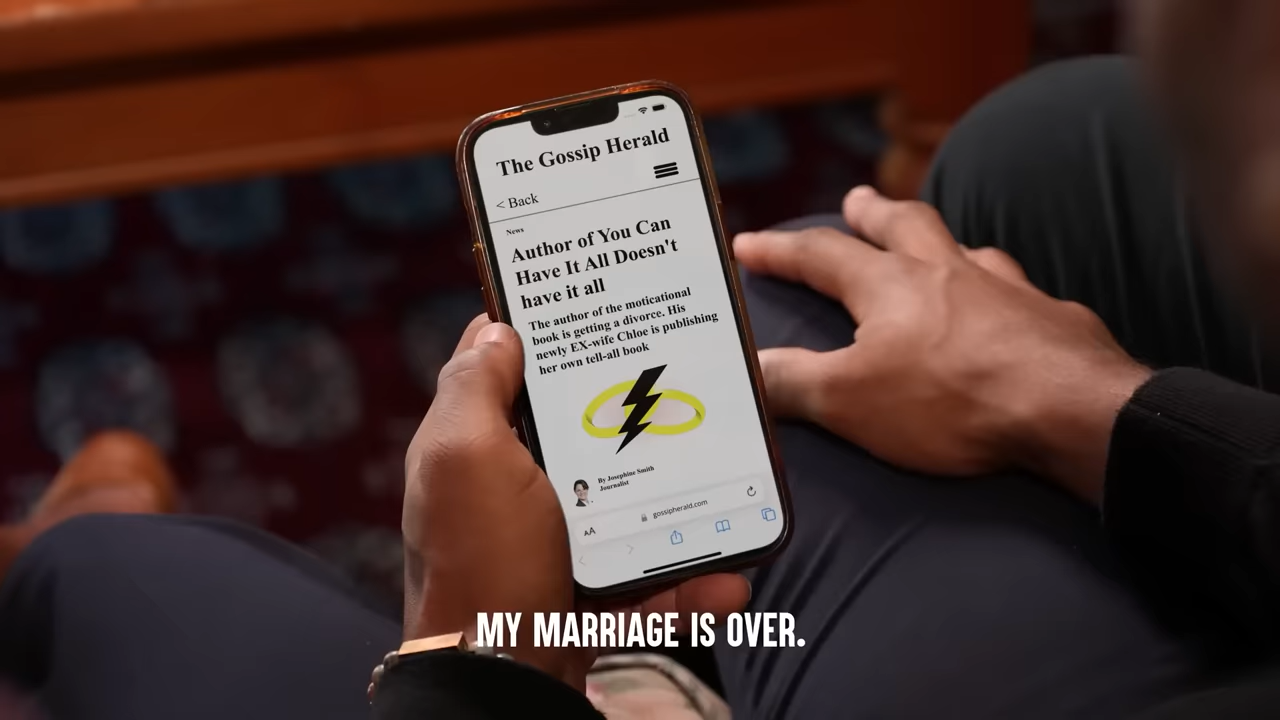 The Gossip Herald
< Back
News
Author of You Can
Have It All Doesn't
have it all
The author of the moticational
book is getting a divorce. His
newly EX-wife Chloe is publishing
her own tell-all book
By Josephine Smith
Journalist
AA
gossipherald.com
MY MARRIAGE IS OVER.